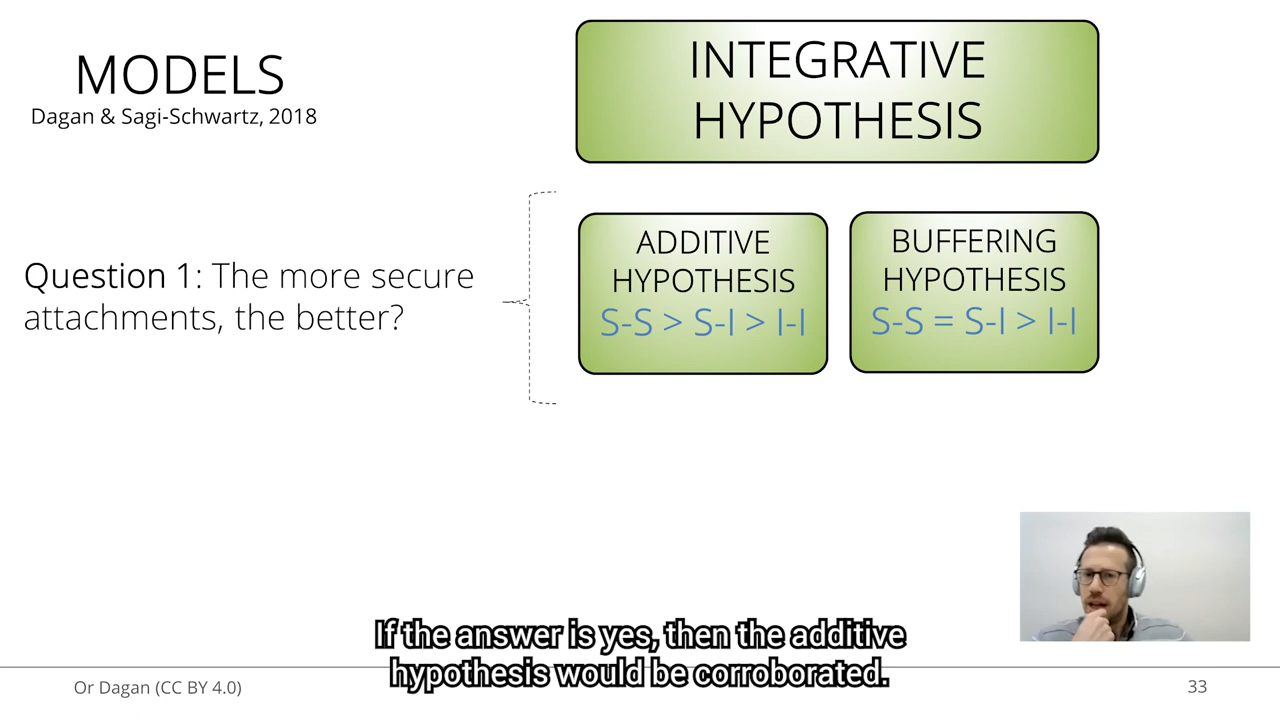 MODELS
Dagan & Sagi-Schwartz, 2018
INTEGRATIVE
HYPOTHESIS
Question 1: The more secure
attachments, the better?
ADDITIVE
HYPOTHESIS
S-S > S-I > I-I
BUFFERING
HYPOTHESIS
S-S = S-I > I-I
If the answer is yes, then the additive
hypothesis would be corroborated.
Or Dagan (CC BY 4.0)
33